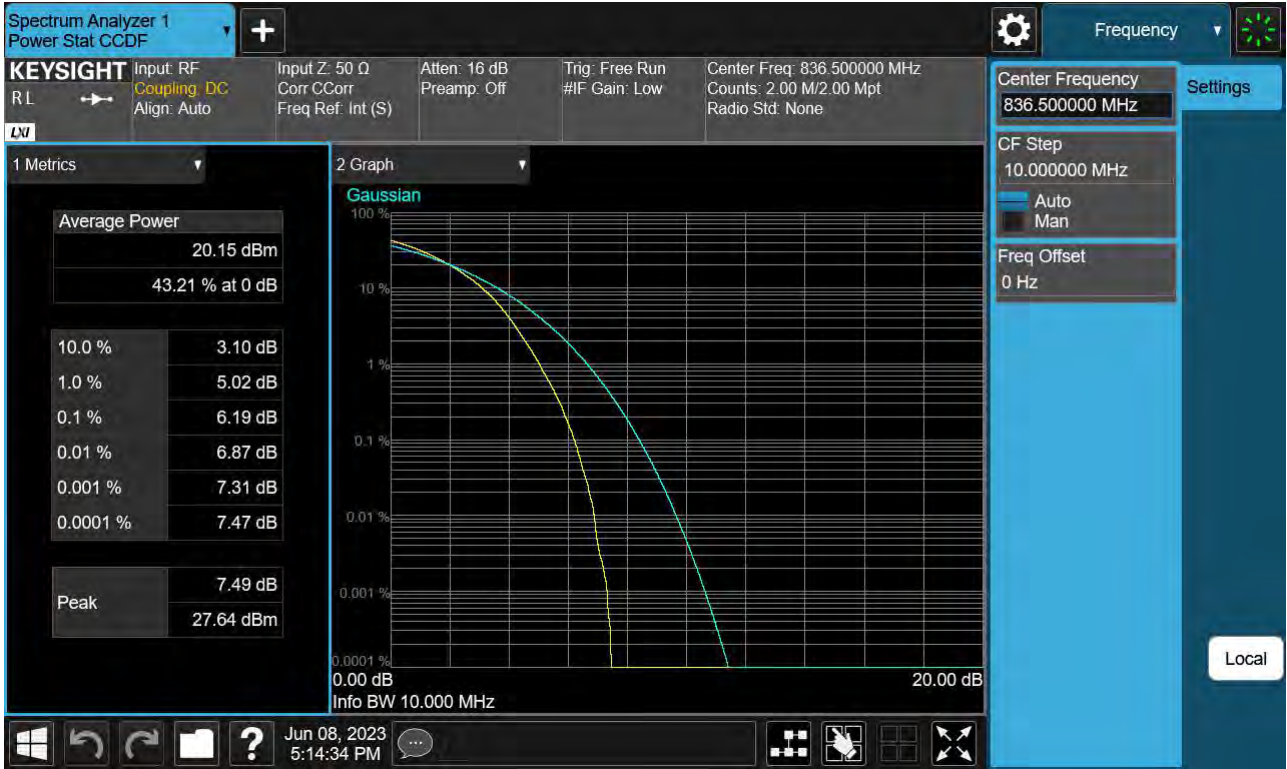 Spectrum Analyzer 1
Power Stat CCDF
Frequency
KEYSIGHT
R L
LXI
Input: RF
Coupling: DC
Align: Auto
Input Z: 50 Ω
Corr CCorr
Freq Ref: Int (S)
Atten: 16 dB
Preamp: Off
Trig: Free Run
#IF Gain: Low
Center Freq: 836.500000 MHz
Counts: 2.00 M/2.00 Mpt
Radio Std: None
Center Frequency
836.500000 MHz
Settings
CF Step
10.000000 MHz
Auto
Man
Freq Offset
0 Hz
Local
1 Metrics
Average Power
20.15 dBm
43.21 % at 0 dB
10.0 % 3.10 dB
1.0 % 5.02 dB
0.1 % 6.19 dB
0.01 % 6.87 dB
0.001 % 7.31 dB
0.0001 % 7.47 dB
Peak
7.49 dB
27.64 dBm
2 Graph
Gaussian
100 %
10 %
1 %
0.1 %
0.01 %
0.001 %
0.0001 %
0.00 dB 20.00 dB
Info BW 10.000 MHz
?
Jun 08, 2023
5:14:34 PM